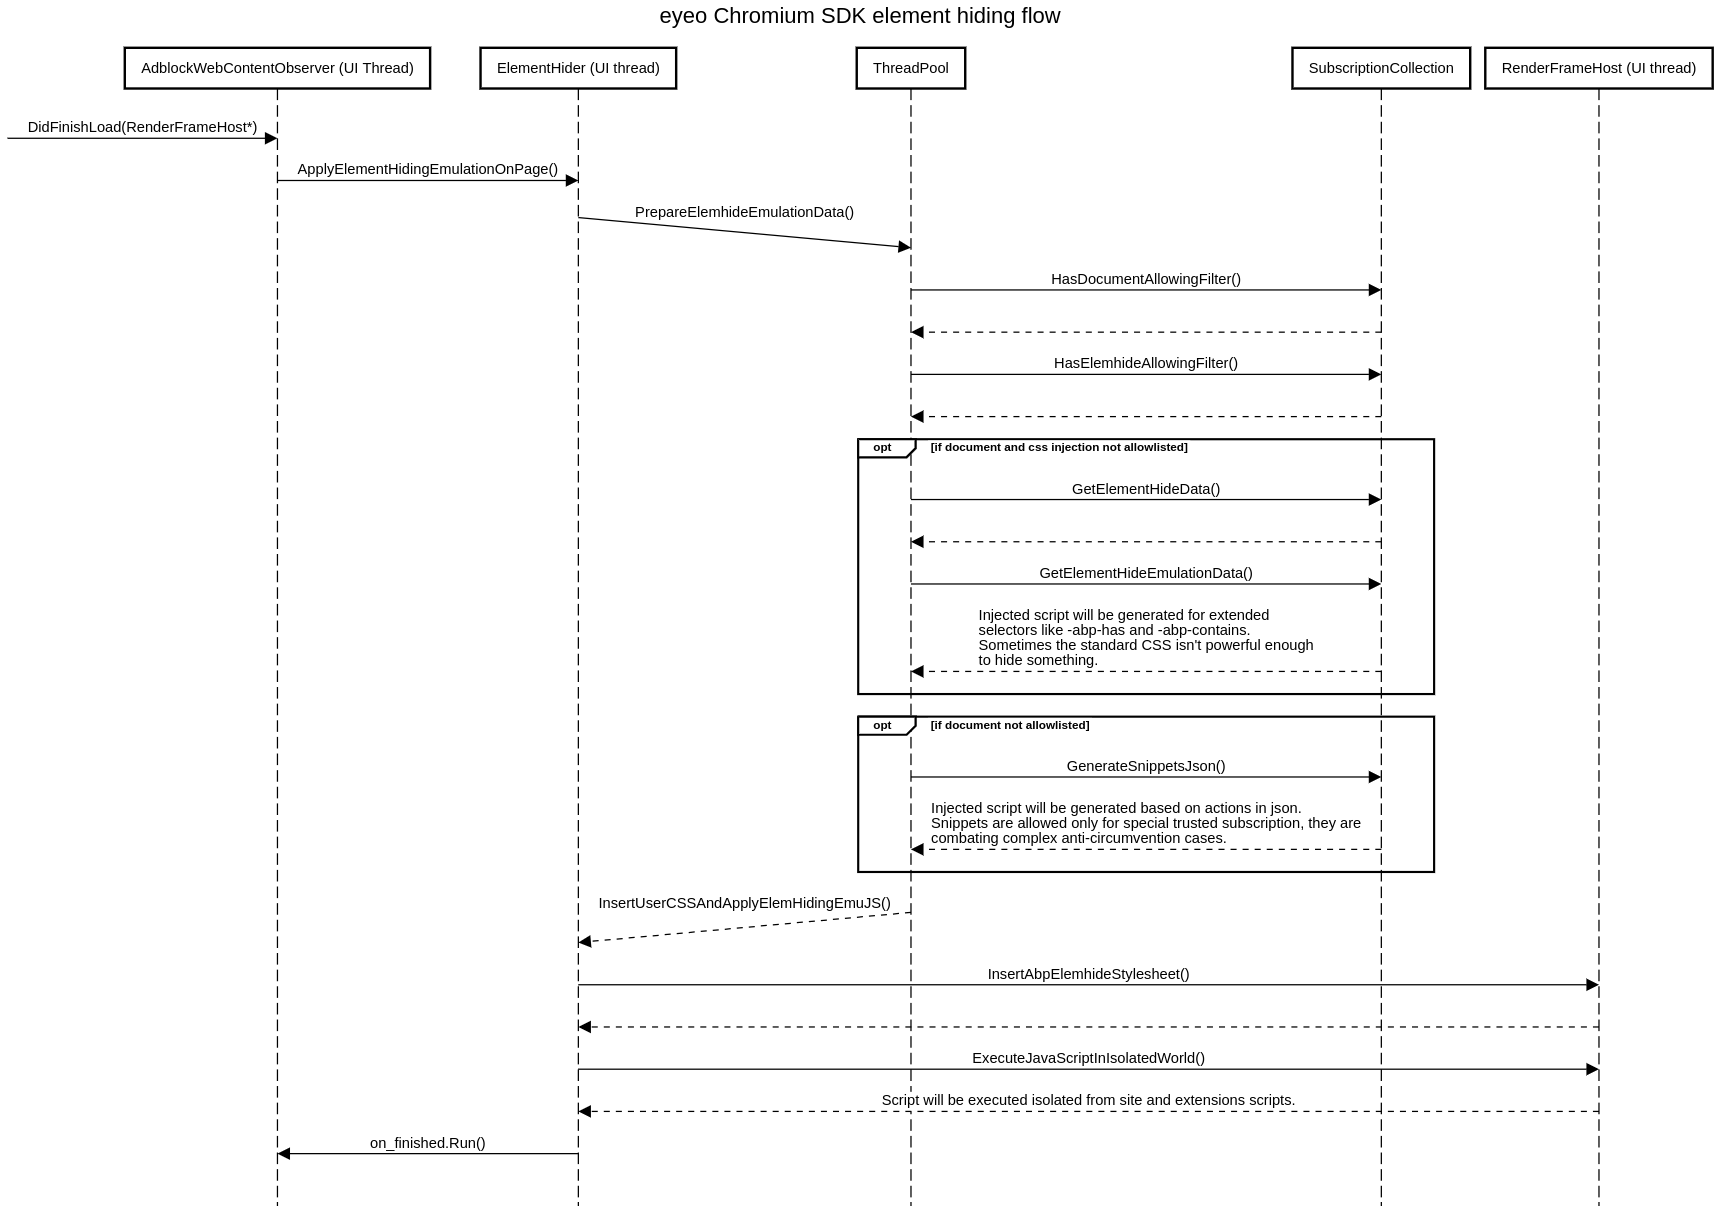 eyeo Chromium SDK element hiding flow
AdblockWebContentObserver (UI Thread)
ElementHider (UI thread)
ThreadPool
SubscriptionCollection
RenderFrameHost (UI thread)
DidFinishLoad(RenderFrameHost*)
ApplyElementHidingEmulationOnPage()
PrepareElemhideEmulationData()
HasDocumentAllowingFilter()
HasElemhideAllowingFilter()
opt
[if document and css injection not allowlisted]
GetElementHideData()
GetElementHideEmulationData()
Injected script will be generated for extended
selectors like -abp-has and -abp-contains.
Sometimes the standard CSS isn't powerful enough
to hide something.
opt
[if document not allowlisted]
GenerateSnippetsJson()
Injected script will be generated based on actions in json.
Snippets are allowed only for special trusted subscription, they are
combating complex anti-circumvention cases.
InsertUserCSSAndApplyElemHidingEmuJS()
InsertAbpElemhideStylesheet()
ExecuteJavaScriptInIsolatedWorld()
Script will be executed isolated from site and extensions scripts.
on_finished.Run()